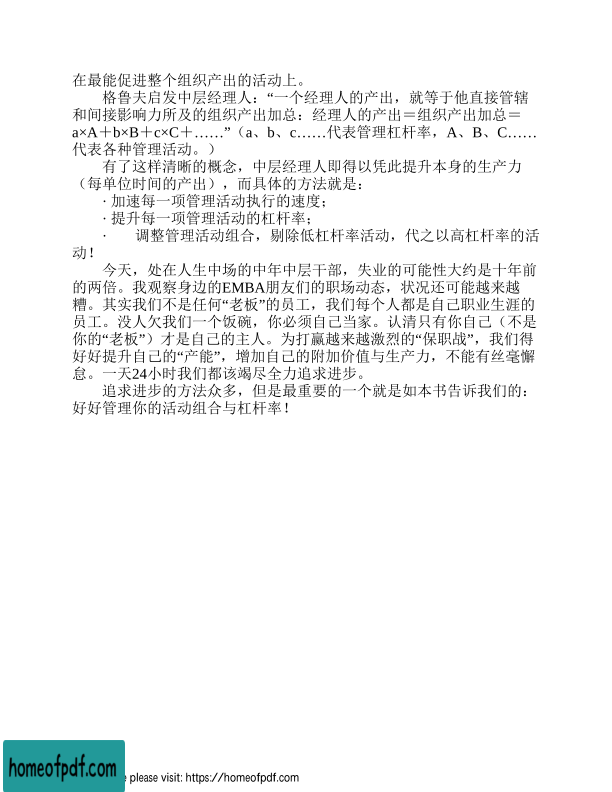 在最能促进整个组织产出的活动上。
格鲁夫启发中层经理人：“一个经理人的产出，就等于他直接管辖
和间接影响力所及的组织产出加总：经理人的产出＝组织产出加总＝
a×A＋b×B＋c×C＋……”（a、b、c……代表管理杠杆率，A、B、C……
代表各种管理活动。）
有了这样清晰的概念，中层经理人即得以凭此提升本身的生产力
（每单位时间的产出），而具体的方法就是：
· 加速每一项管理活动执行的速度；
· 提升每一项管理活动的杠杆率；
· 调整管理活动组合，剔除低杠杆率活动，代之以高杠杆率的活
动！
今天，处在人生中场的中年中层干部，失业的可能性大约是十年前
的两倍。我观察身边的EMBA朋友们的职场动态，状况还可能越来越
糟。其实我们不是任何“老板”的员工，我们每个人都是自己职业生涯的
员工。没人欠我们一个饭碗，你必须自己当家。认清只有你自己（不是
你的“老板”）才是自己的主人。为打赢越来越激烈的“保职战”，我们得
好好提升自己的“产能”，增加自己的附加价值与生产力，不能有丝毫懈
怠。一天24小时我们都该竭尽全力追求进步。
追求进步的方法众多，但是最重要的一个就是如本书告诉我们的：
好好管理你的活动组合与杠杆率！
homeofpdf.com
e please visit: https://homeofpdf.com